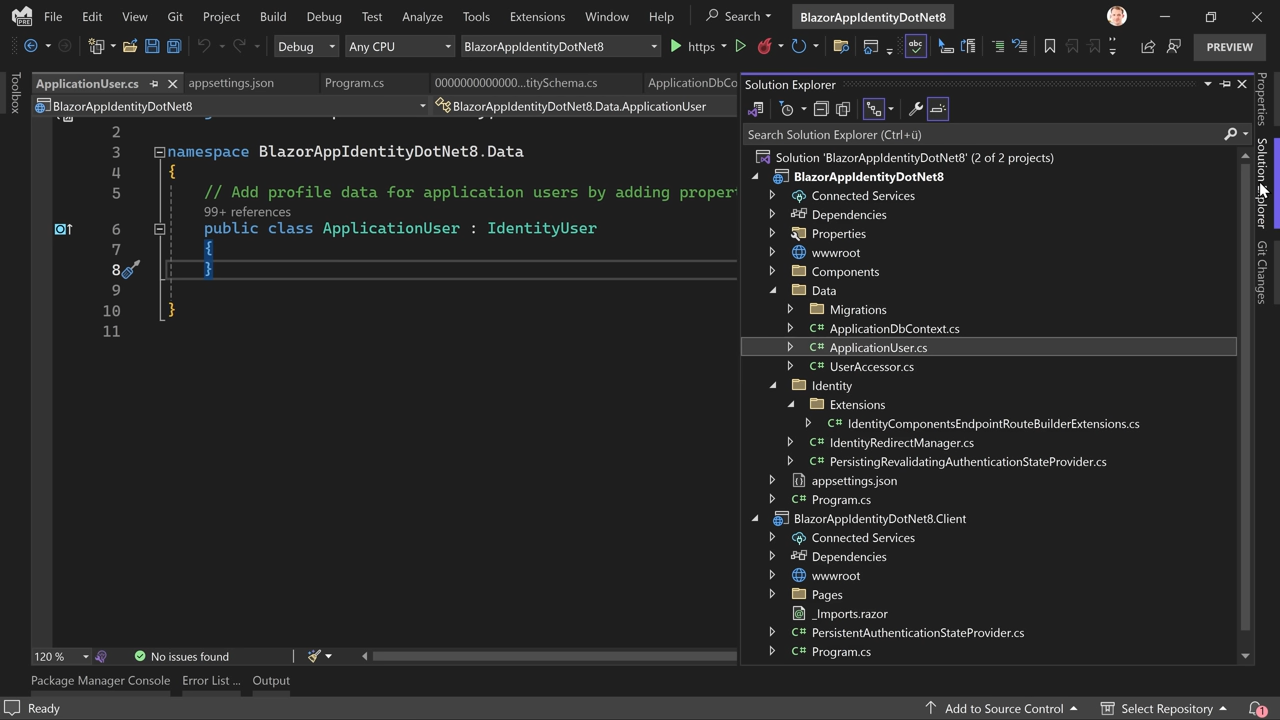 File Edit View Git Project Build Debug Test Analyze Tools Extensions Window Help Search BlazorAppIdentityDotNet8
Debug Any CPU BlazorAppIdentityDotNet8 https abc PREVIEW
ApplicationUser.cs appsettings.json Program.cs 0000000000000...titySchema.cs ApplicationDbCo
BlazorAppIdentityDotNet8 BlazorAppIdentityDotNet8.Data.ApplicationUser
Toolbox
2
3 namespace BlazorAppIdentityDotNet8.Data
4 {
5 // Add profile data for application users by adding propert
99+ references
6 public class ApplicationUser : IdentityUser
7 {
8 }
9
10 }
11
120 % No issues found
Solution Explorer
Search Solution Explorer (Ctrl+ü)
Solution 'BlazorAppIdentityDotNet8' (2 of 2 projects)
BlazorAppIdentityDotNet8
Connected Services
Dependencies
Properties
wwwroot
Components
Data
Migrations
C# ApplicationDbContext.cs
C# ApplicationUser.cs
C# UserAccessor.cs
Identity
Extensions
C# IdentityComponentsEndpointRouteBuilderExtensions.cs
C# IdentityRedirectManager.cs
C# PersistingRevalidatingAuthenticationStateProvider.cs
appsettings.json
C# Program.cs
BlazorAppIdentityDotNet8.Client
Connected Services
Dependencies
wwwroot
Pages
_Imports.razor
C# PersistentAuthenticationStateProvider.cs
C# Program.cs
Properties
Solution Explorer
Git Changes
Package Manager Console Error List ... Output
Ready Add to Source Control Select Repository 1